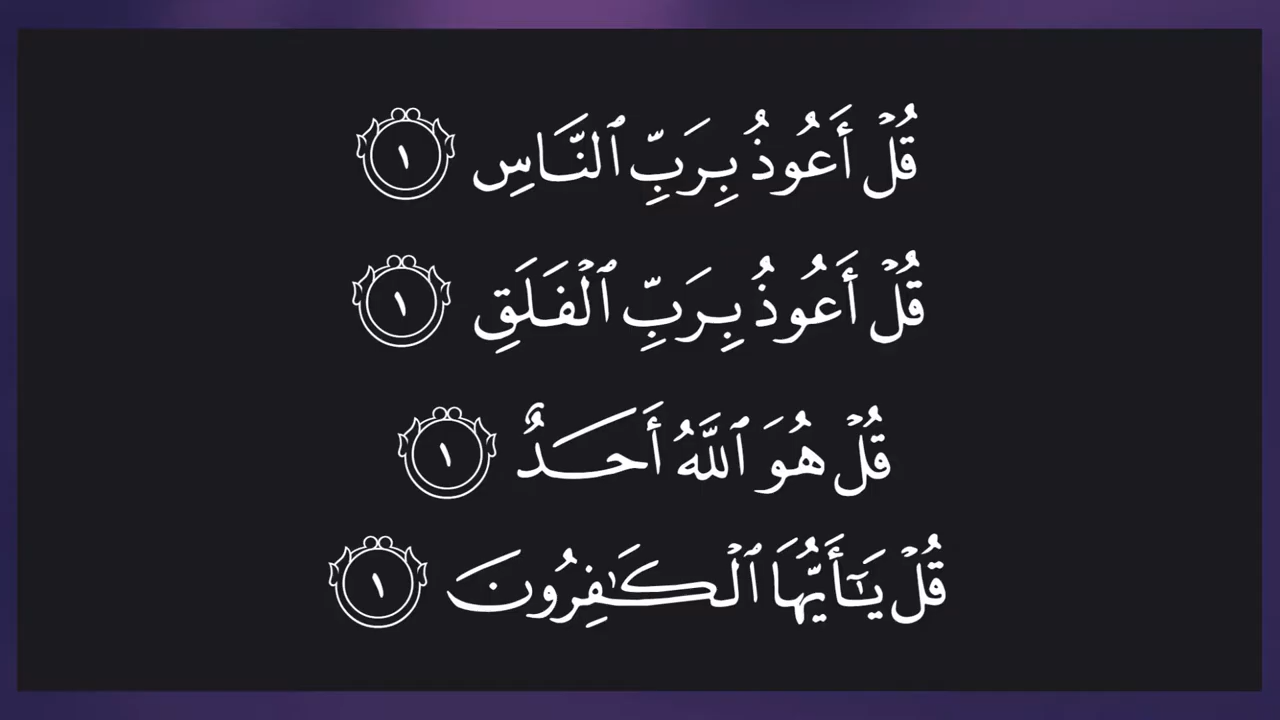 قُلْ أَعُوذُ بِرَبِّ ٱلنَّاسِ ١
قُلْ أَعُوذُ بِرَبِّ ٱلْفَلَقِ ١
قُلْ هُوَ ٱللَّهُ أَحَدٌ ١
قُلْ يَـٰٓأَيُّهَا ٱلْكَـٰفِرُونَ ١